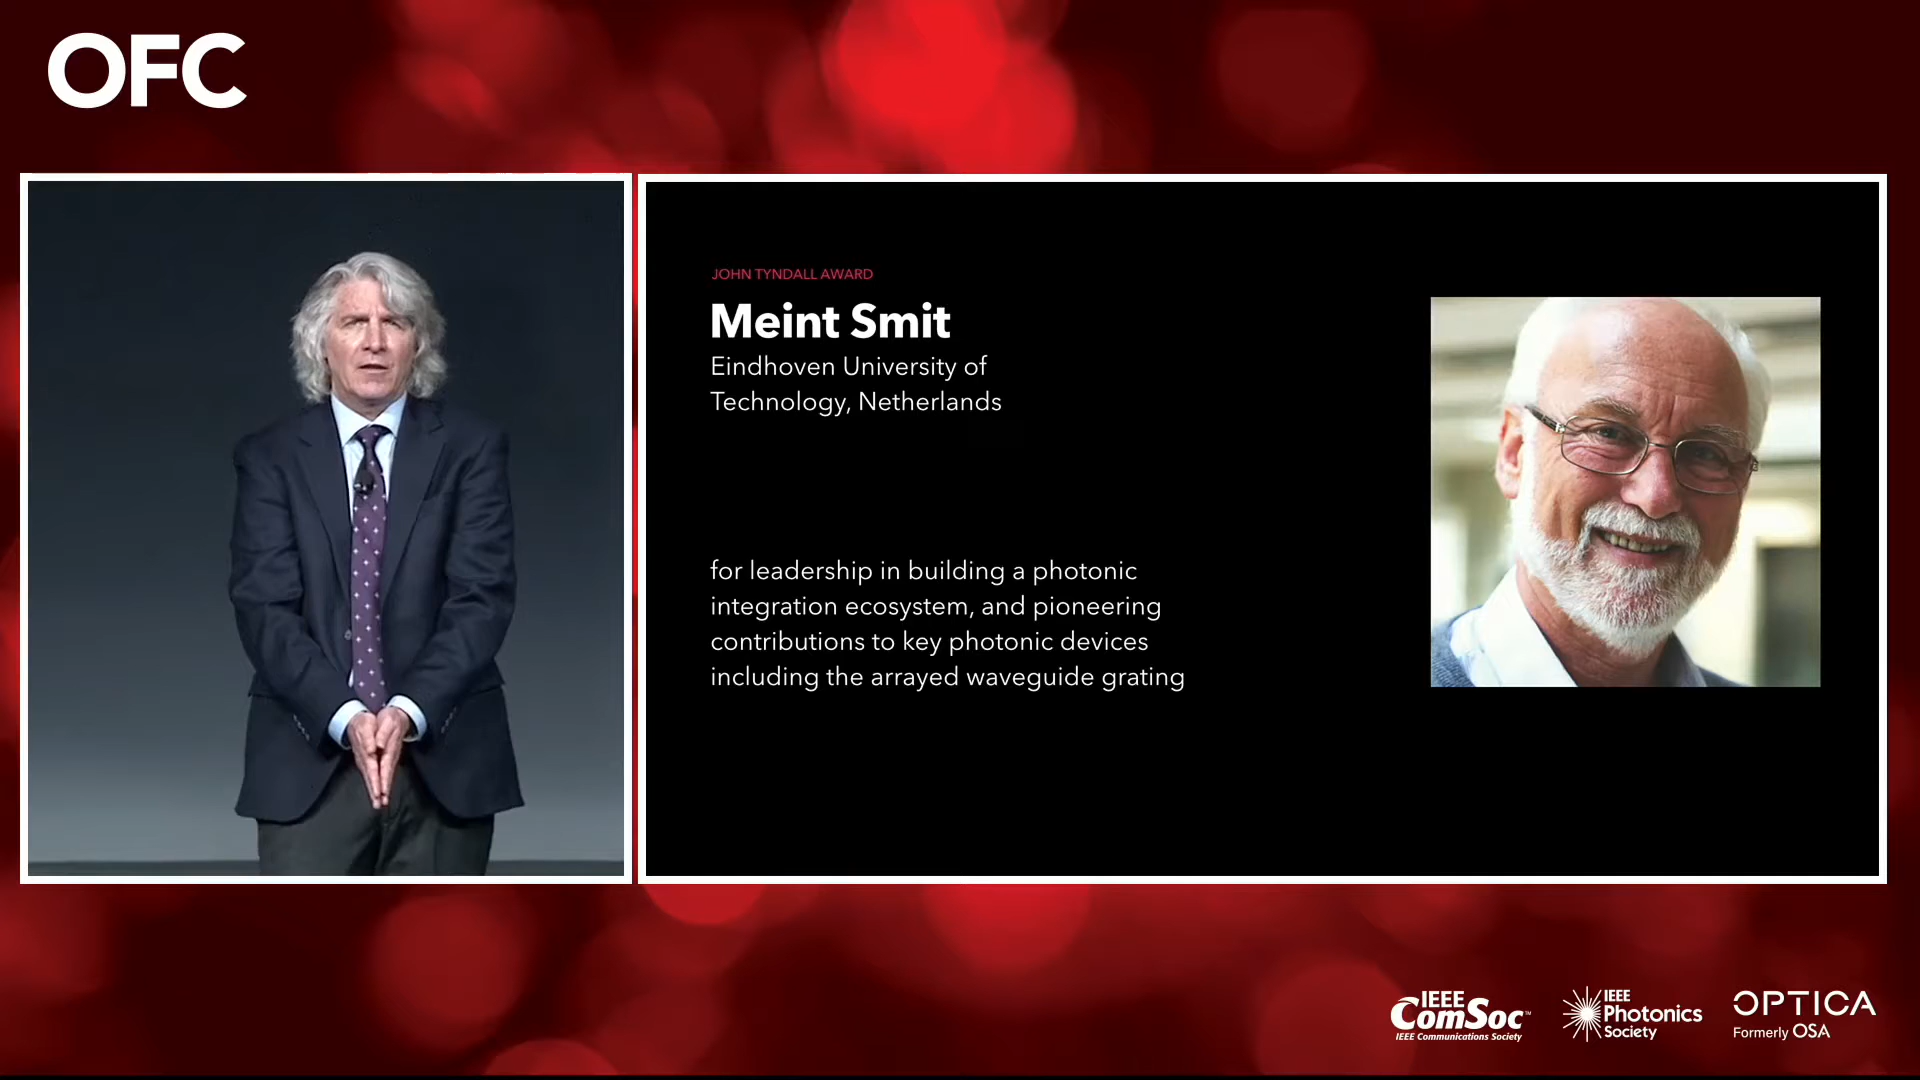 OFC
JOHN TYNDALL AWARD
Meint Smit
Eindhoven University of
Technology, Netherlands
for leadership in building a photonic
integration ecosystem, and pioneering
contributions to key photonic devices
including the arrayed waveguide grating
IEEE
ComSoc™
IEEE Communications Society
IEEE
Photonics
Society
OPTICA
Formerly OSA